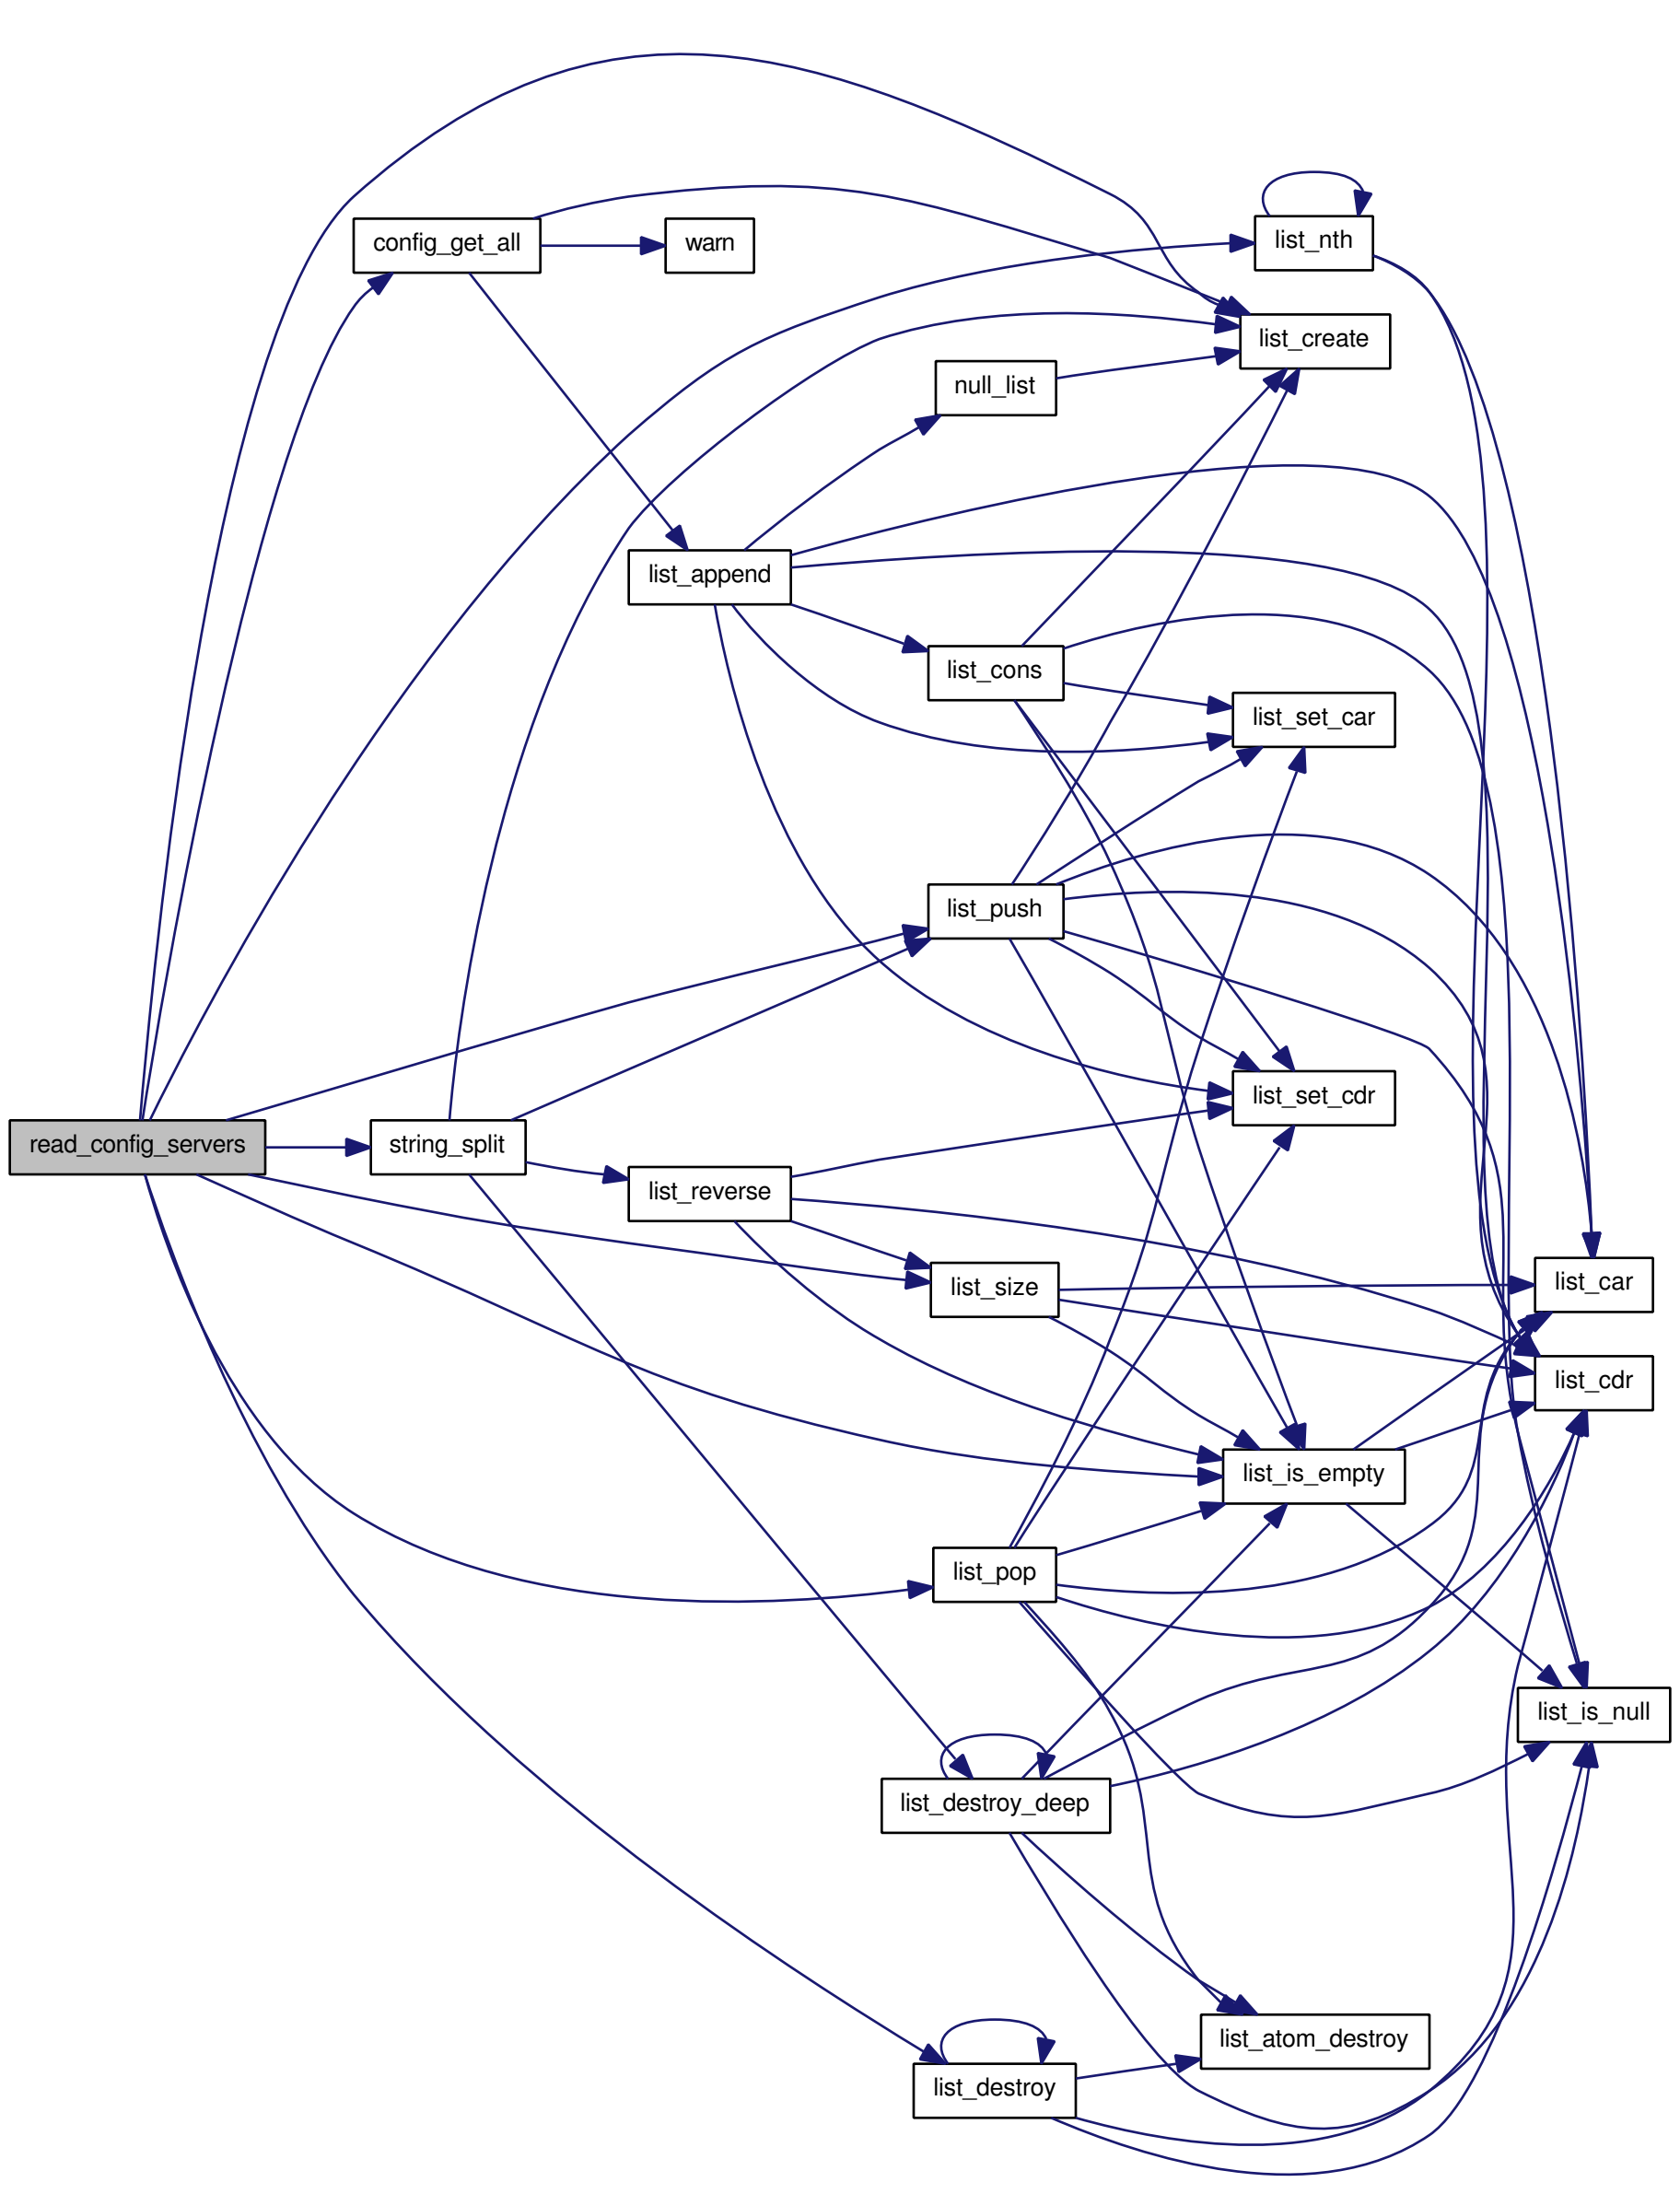 list_nth
config_get_all
warn
list_create
null_list
list_append
list_cons
list_set_car
list_push
list_set_cdr
read_config_servers
string_split
list_reverse
list_size
list_car
list_cdr
list_is_empty
list_pop
list_is_null
list_destroy_deep
list_atom_destroy
list_destroy